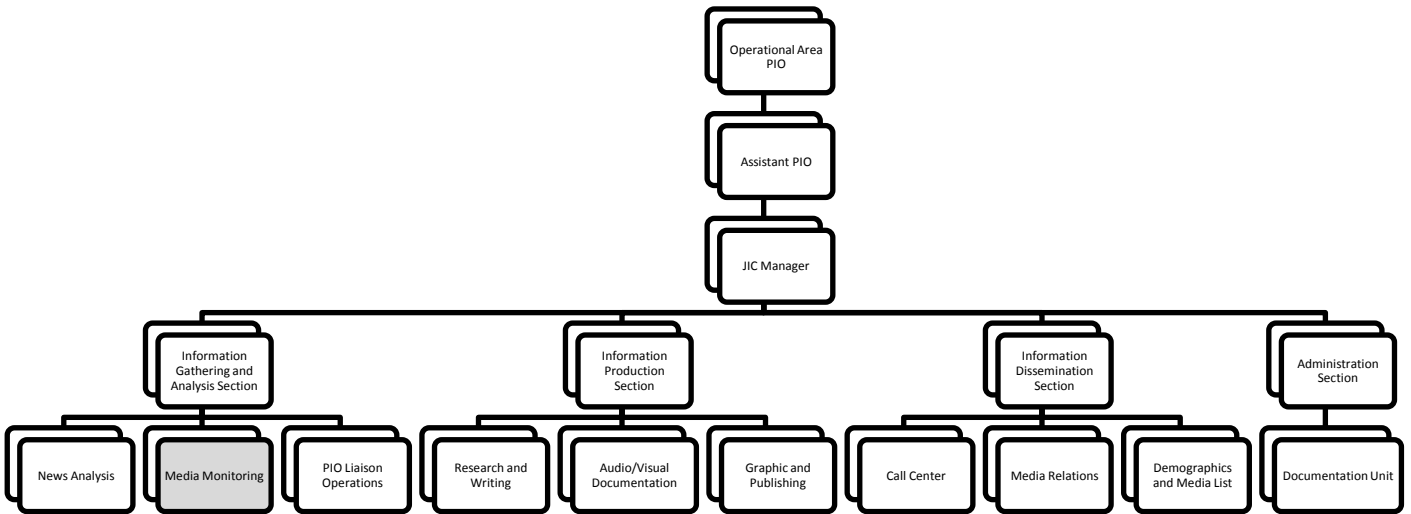 Operational Area
PIO
Assistant PIO
JIC Manager
Information
Gathering and
Analysis Section
Information
Production
Section
Information
Dissemination
Section
Administration
Section
News Analysis
Media Monitoring
PIO Liaison
Operations
Research and
Writing
Audio/Visual
Documentation
Graphic and
Publishing
Call Center
Media Relations
Demographics
and Media List
Documentation Unit